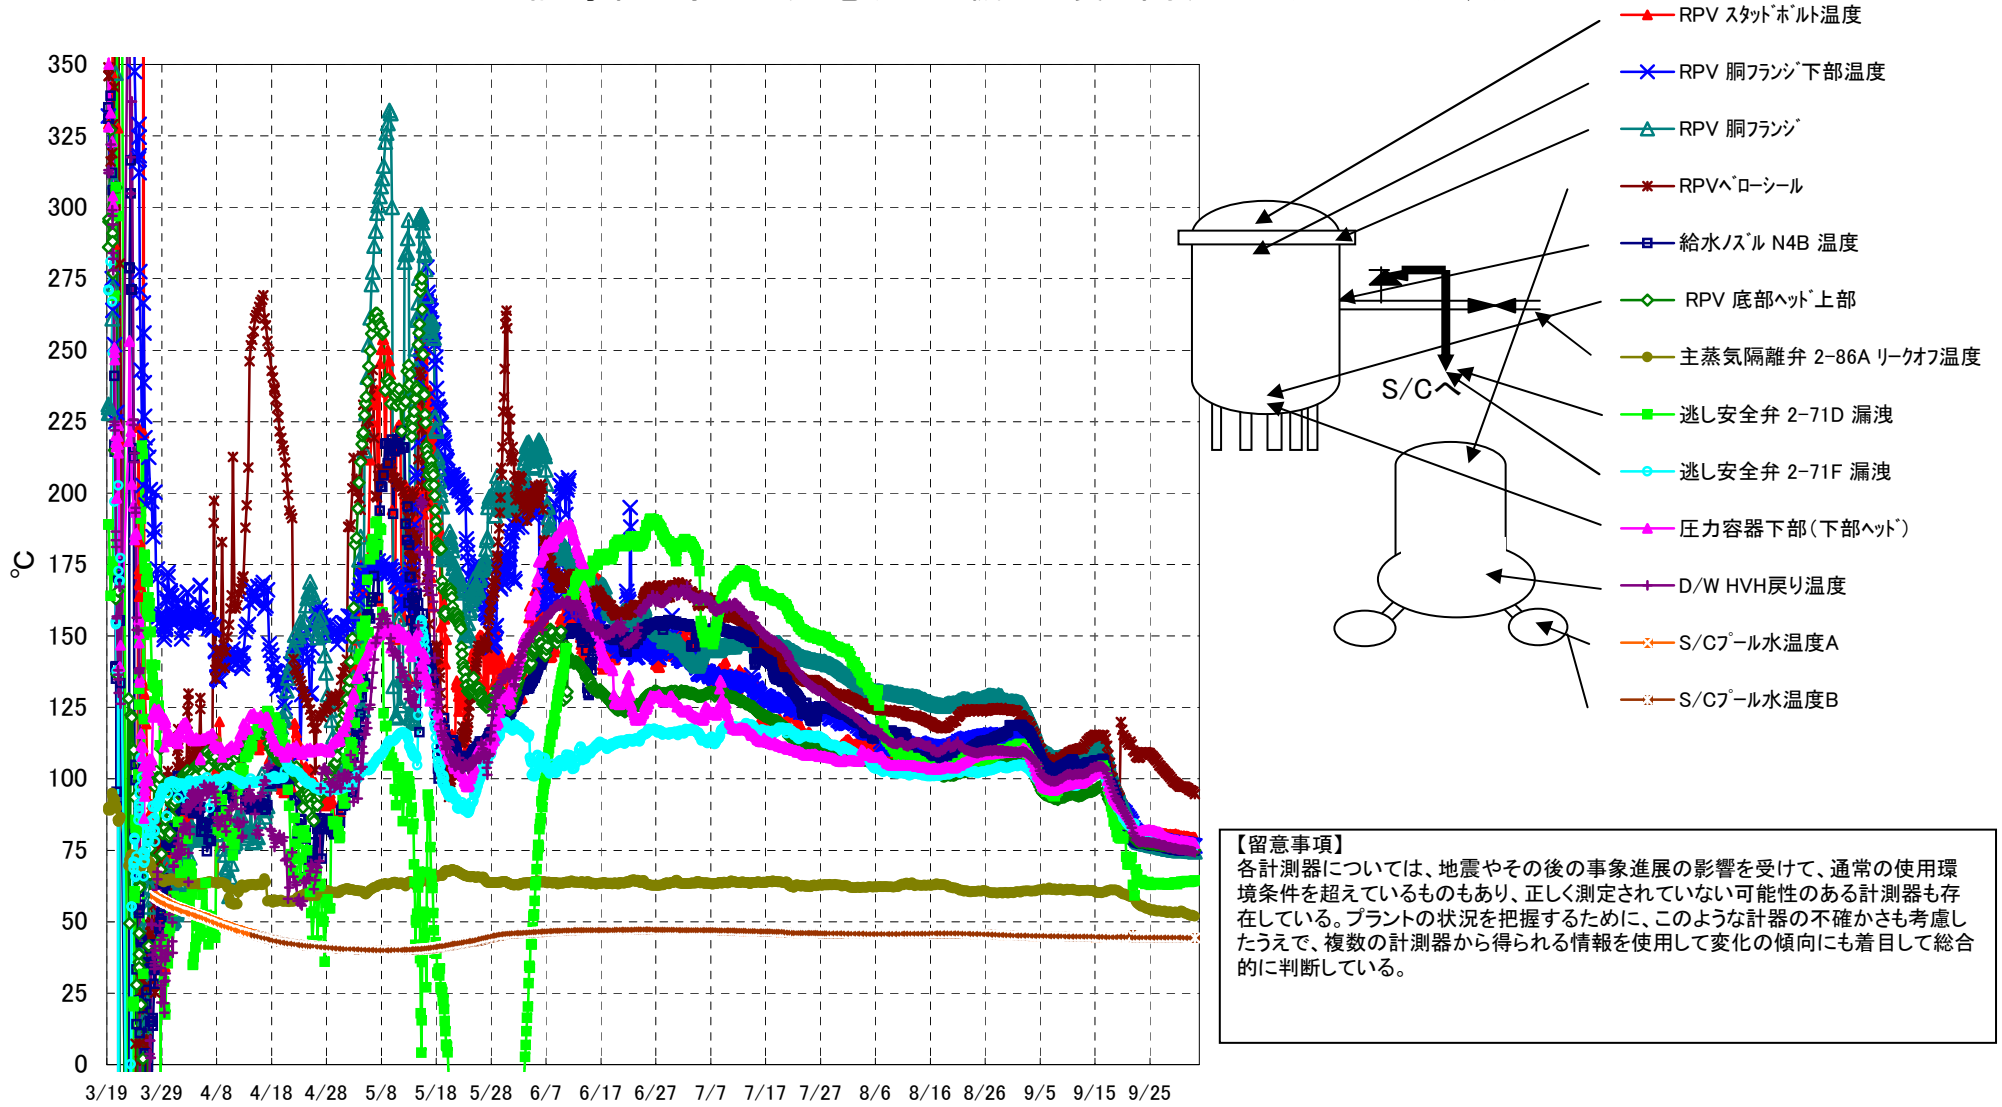 RPV スタッドボルト温度
RPV 胴フランジ下部温度
RPV 胴フランジ
RPVベローシール
給水ノズル N4B 温度
RPV 底部ヘッド上部
主蒸気隔離弁 2-86A リークオフ温度
逃し安全弁 2-71D 漏洩
逃し安全弁 2-71F 漏洩
圧力容器下部(下部ヘッド)
D/W HVH戻り温度
S/Cプール水温度A
S/Cプール水温度B
350
325
300
275
250
225
200
175
150
125
100
75
50
25
0
℃
3/19 3/29 4/8 4/18 4/28 5/8 5/18 5/28 6/7 6/17 6/27 7/7 7/17 7/27 8/6 8/16 8/26 9/5 9/15 9/25
S/Cへ
【留意事項】
各計測器については、地震やその後の事象進展の影響を受けて、通常の使用環
境条件を超えているものもあり、正しく測定されていない可能性のある計測器も存
在している。プラントの状況を把握するために、このような計器の不確かさも考慮し
たうえで、複数の計測器から得られる情報を使用して変化の傾向にも着目して総合
的に判断している。